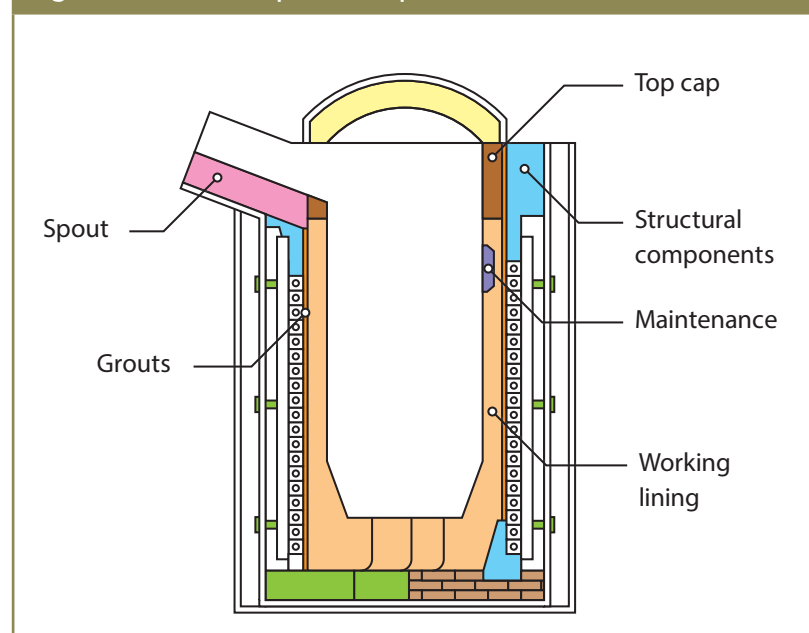 Top cap
Spout
Structural
components
Maintenance
Grouts
Working
lining